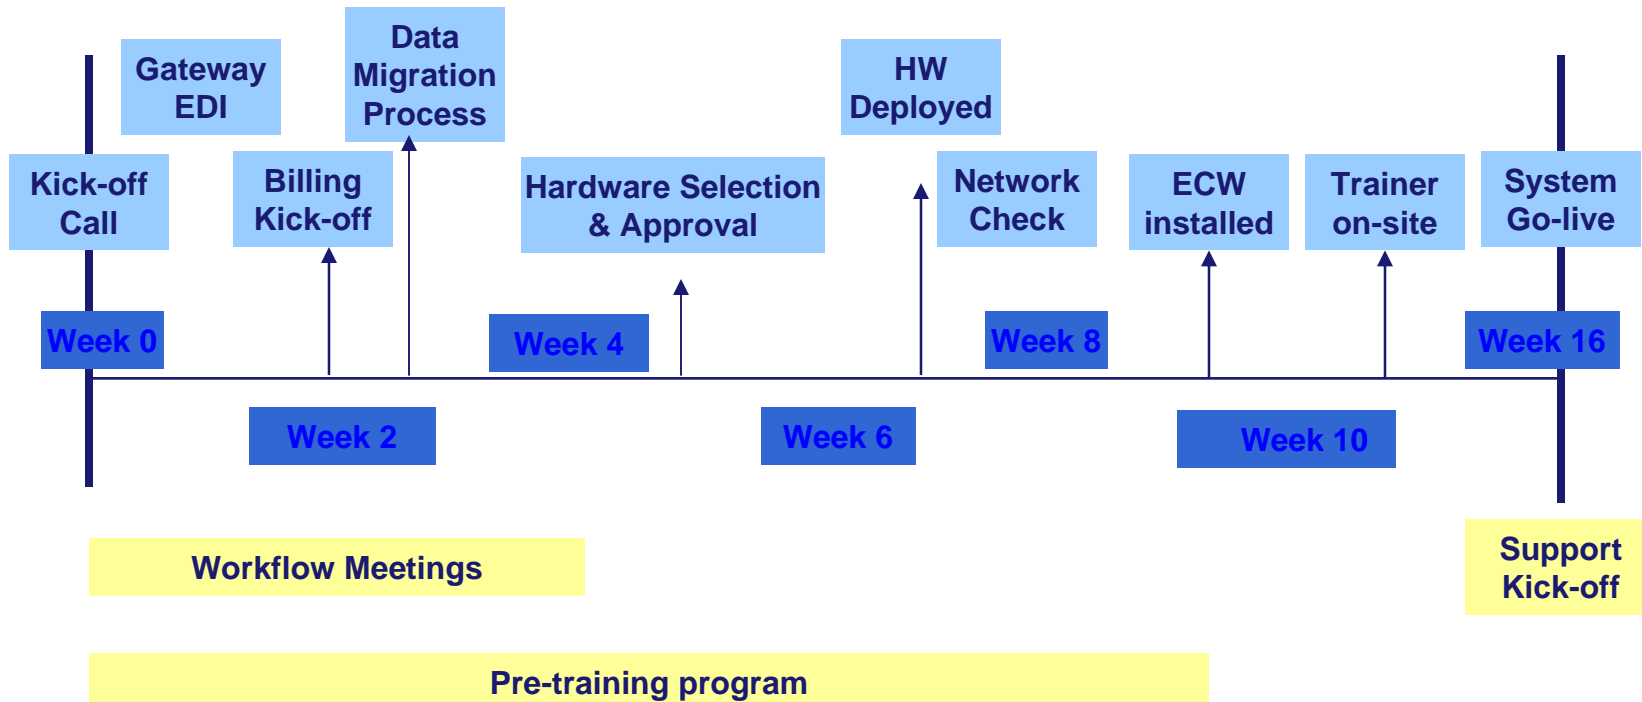 Gateway
EDI
Data
Migration
Process
HW
Deployed
Kick-off
Call
Billing
Kick-off
Hardware Selection
& Approval
Network
Check
ECW
installed
Trainer
on-site
System
Go-live
Week 0
Week 4
Week 8
Week 16
Week 2
Week 6
Week 10
Workflow Meetings
Support
Kick-off
Pre-training program